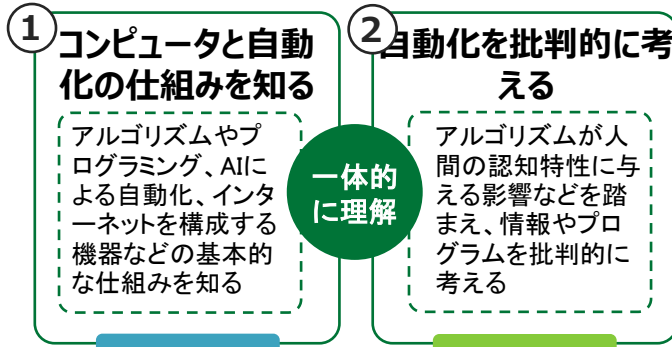 ①
コンピュータと自動
化の仕組みを知る
アルゴリズムやプ
ログラミング、AIに
よる自動化、インタ
ーネットを構成する
機器などの基本的
な仕組みを知る
一体的
に理解
②
自動化を批判的に考
える
アルゴリズムが人
間の認知特性に与
える影響などを踏
まえ、情報やプロ
グラムを批判的に
考える